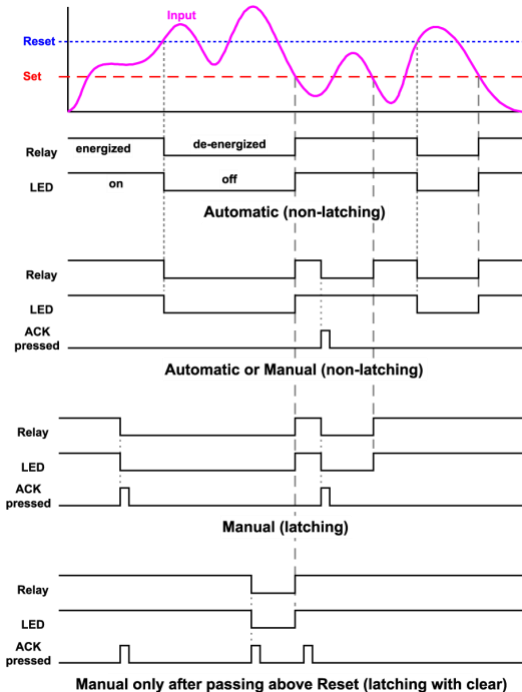 Input
Reset
Set
energized
de-energized
Relay
on
off
LED
Automatic (non-latching)
Relay
LED
ACK
pressed
Automatic or Manual (non-latching)
Relay
LED
ACK
pressed
Manual (latching)
Relay
LED
ACK
pressed
Manual only after passing above Reset (latching with clear)